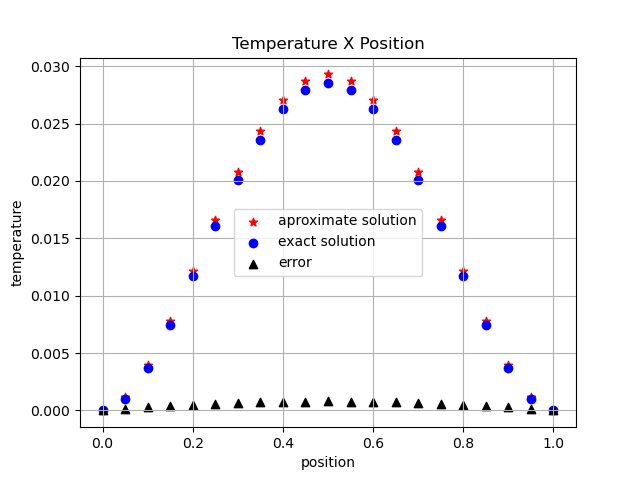 Temperature X Position
0.030
0.025
0.020
0.015
0.010
0.005
0.000
temperature
aproximate solution
exact solution
error
0.0 0.2 0.4 0.6 0.8 1.0
position